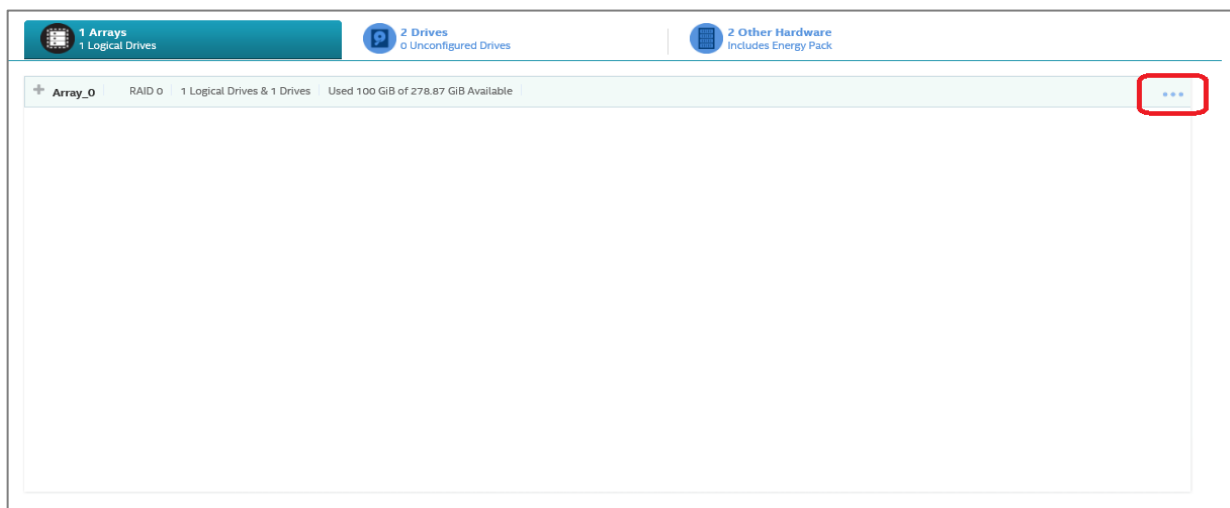 1 Arrays
1 Logical Drives
2 Drives
0 Unconfigured Drives
2 Other Hardware
Includes Energy Pack
Array_0 RAID 0 1 Logical Drives & 1 Drives Used 100 GiB of 278.87 GiB Available